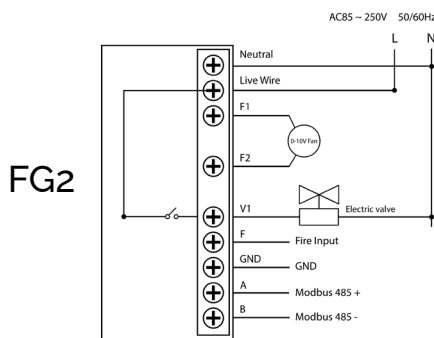 AC85 ~ 250V 50/60Hz
L N
Neutral
Live Wire
F1
0-10V Fan
FG2
F2
V1
Electric valve
F
Fire Input
GND
GND
A
Modbus 485 +
B
Modbus 485 -